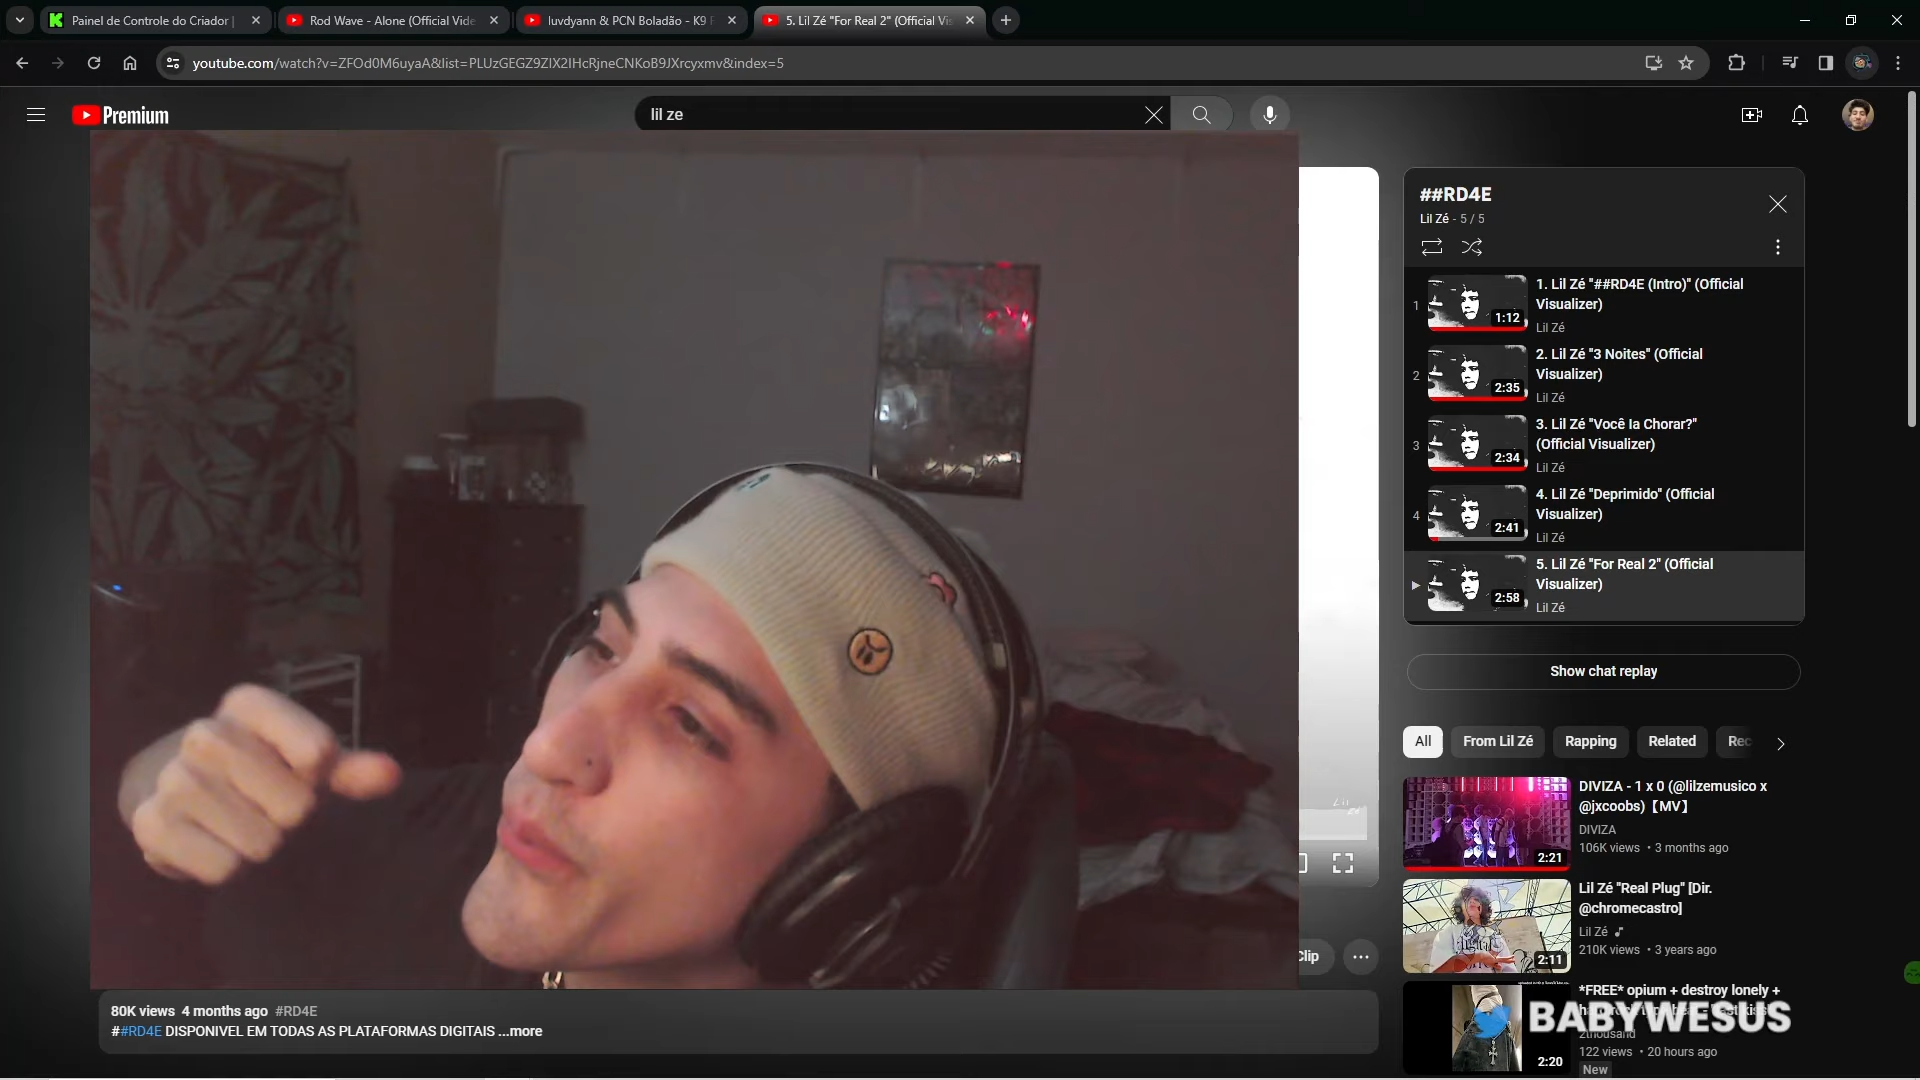 Painel de Controle do Criador |
Rod Wave - Alone (Official Vide
luvdyann & PCN Boladão - K9 F
5. Lil Zé "For Real 2" (Official Vis
youtube.com/watch?v=ZFOd0M6uyaA&list=PLUzGEGZ9ZIX2IHcRjneCNKoB9JXrcyxmv&index=5
Premium
lil ze
##RD4E
Lil Zé - 5 / 5
1
1. Lil Zé "##RD4E (Intro)" (Official
Visualizer)
1:12
Lil Zé
2
2. Lil Zé "3 Noites" (Official
Visualizer)
2:35
Lil Zé
3
3. Lil Zé "Você Ia Chorar?"
(Official Visualizer)
2:34
Lil Zé
4
4. Lil Zé "Deprimido" (Official
Visualizer)
2:41
Lil Zé
5. Lil Zé "For Real 2" (Official
Visualizer)
2:58
Lil Zé
Show chat replay
All
From Lil Zé
Rapping
Related
Rec
DIVIZA - 1 x 0 (@lilzemusico x
@jxcoobs)【MV】
DIVIZA
106K views • 3 months ago
2:21
Lil Zé "Real Plug" [Dir.
@chromecastro]
Lil Zé
210K views • 3 years ago
2:11
*FREE* opium + destroy lonely +
BABYWESUS
2thousand
122 views • 20 hours ago
2:20
New
Lil
Clip
80K views 4 months ago #RD4E
##RD4E DISPONIVEL EM TODAS AS PLATAFORMAS DIGITAIS ...more